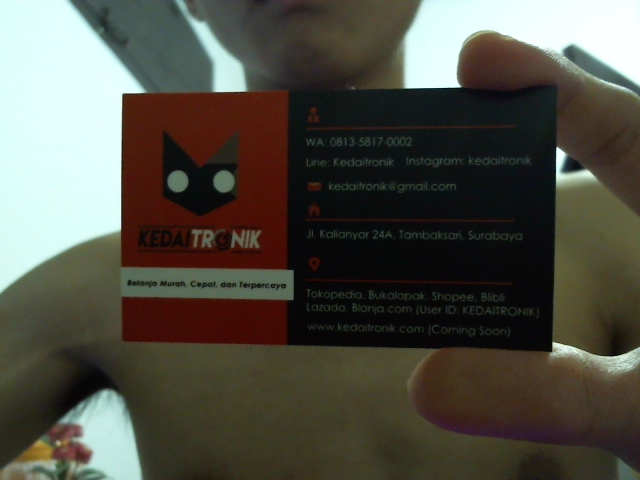 KEDAITRONIK
Belanja Murah, Cepat, dan Terpercaya
WA: 0813-5817-0002
Line: Kedaitronik Instagram: kedaitronik
kedaitronik@gmail.com
Jl. Kalianyar 24A, Tambaksari, Surabaya
Tokopedia, Bukalapak, Shopee, Blibli
Lazada, Blanja.com (User ID: KEDAITRONIK)
www.kedaitronik.com (Coming Soon)